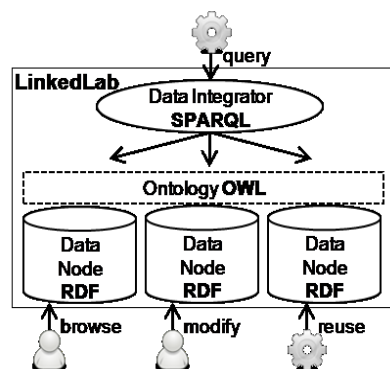 query
LinkedLab
Data Integrator
SPARQL
Ontology OWL
Data
Node
RDF
Data
Node
RDF
Data
Node
RDF
browse
modify
reuse